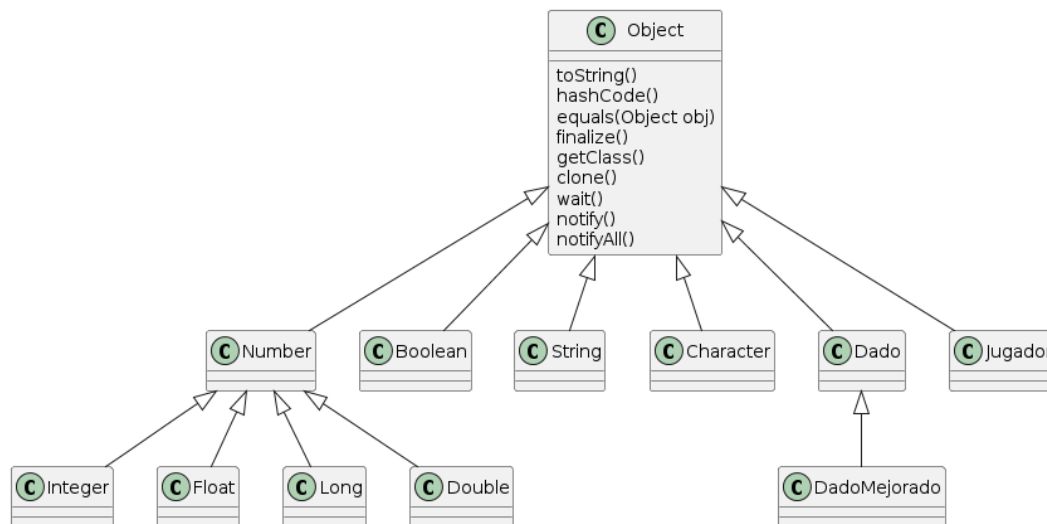 C Object
toString()
hashCode()
equals(Object obj)
finalize()
getClass()
clone()
wait()
notify()
notifyAll()
C Number
C Boolean
C String
C Character
C Dado
C Jugador
C Integer
C Float
C Long
C Double
C DadoMejorado